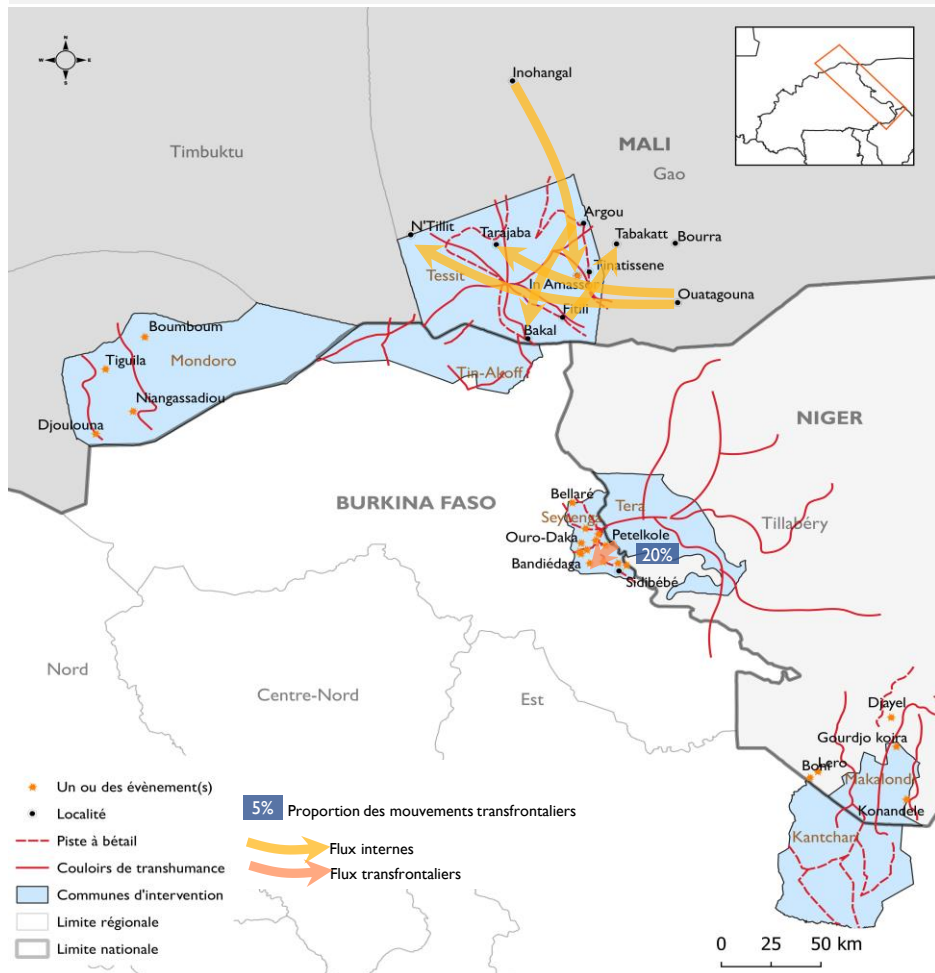 N
W
E
S
Inohangal
MALI
Timbuktu
Gao
Argou
N'Tillit
Tarajaba
Tabakatt
Bourra
Tessit
Tinatissene
In Amasser
Ouatagouna
Fitili
Bakal
Boumboum
Mondoro
Tiguila
Tin-Akoff
Niangassadiou
Djoulouna
NIGER
BURKINA FASO
Bellaré
Tera
Seytenga
Tillabéry
Ouro-Daka
Petelkole
20%
Bandiédaga
Sidibébé
Nord
Centre-Nord
Est
Djayel
Gourdjo koira
Lero
Boni
Makalondi
Konandele
Kantchari
Un ou des évènement(s)
Localité
Piste à bétail
Couloirs de transhumance
Communes d'intervention
Limite régionale
Limite nationale
5% Proportion des mouvements transfrontaliers
Flux internes
Flux transfrontaliers
0 25 50 km